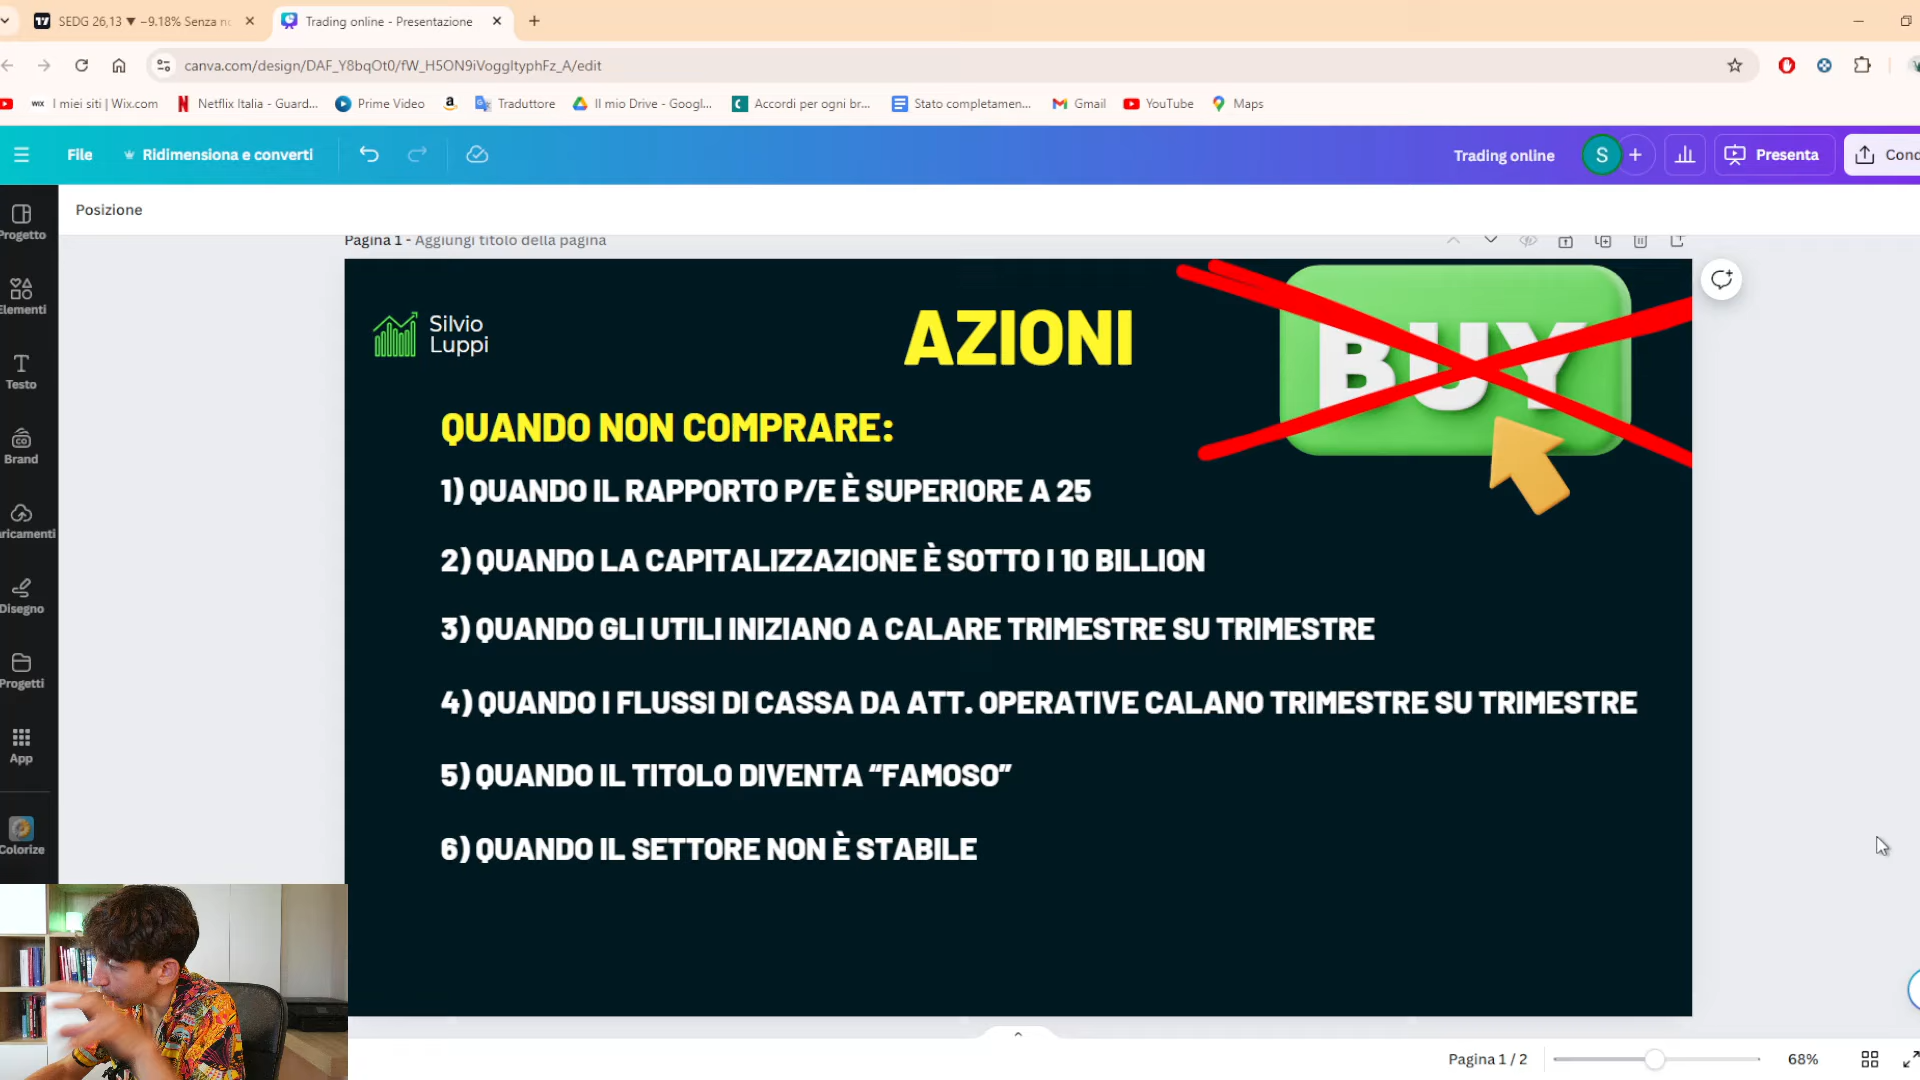 SEDG 26,13 ▼ −9.18% Senza n
Trading online - Presentazione
canva.com/design/DAF_Y8bqOt0/fW_H5ON9iVoggItyphFz_A/edit
WIX I miei siti | Wix.com
N Netflix Italia - Guard...
Prime Video
a
Traduttore
Il mio Drive - Googl...
Accordi per ogni br...
Stato completamen...
Gmail
YouTube
Maps
File
Ridimensiona e converti
Trading online
S
Presenta
Cond
Posizione
Pagina 1 - Aggiungi titolo della pagina
Progetto
Elementi
Testo
Brand
aricamenti
Disegno
Progetti
App
Colorize
Silvio
Luppi
AZIONI
BUY
QUANDO NON COMPRARE:
1) QUANDO IL RAPPORTO P/E È SUPERIORE A 25
2) QUANDO LA CAPITALIZZAZIONE È SOTTO I 10 BILLION
3) QUANDO GLI UTILI INIZIANO A CALARE TRIMESTRE SU TRIMESTRE
4) QUANDO I FLUSSI DI CASSA DA ATT. OPERATIVE CALANO TRIMESTRE SU TRIMESTRE
5) QUANDO IL TITOLO DIVENTA “FAMOSO”
6) QUANDO IL SETTORE NON È STABILE
Pagina 1 / 2
68%